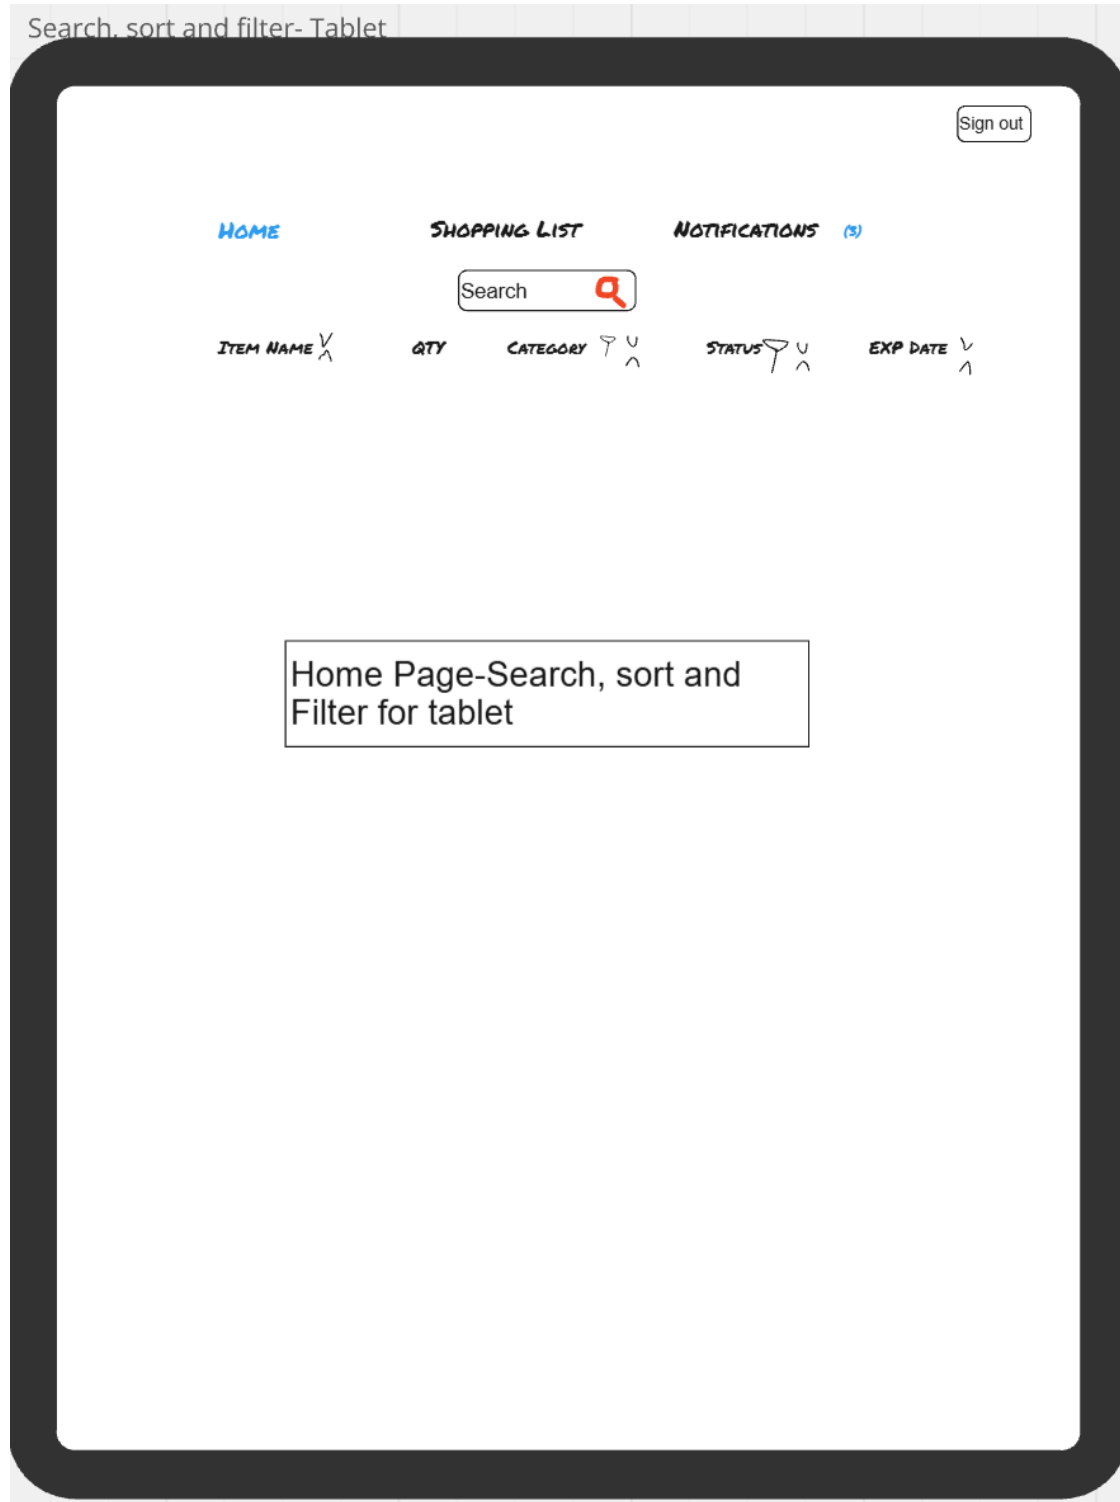 Search, sort and filter- Tablet
Sign out
Home Shopping List Notifications (3)
Search
Item Name QTY Category Status EXP Date
Home Page-Search, sort and
Filter for tablet